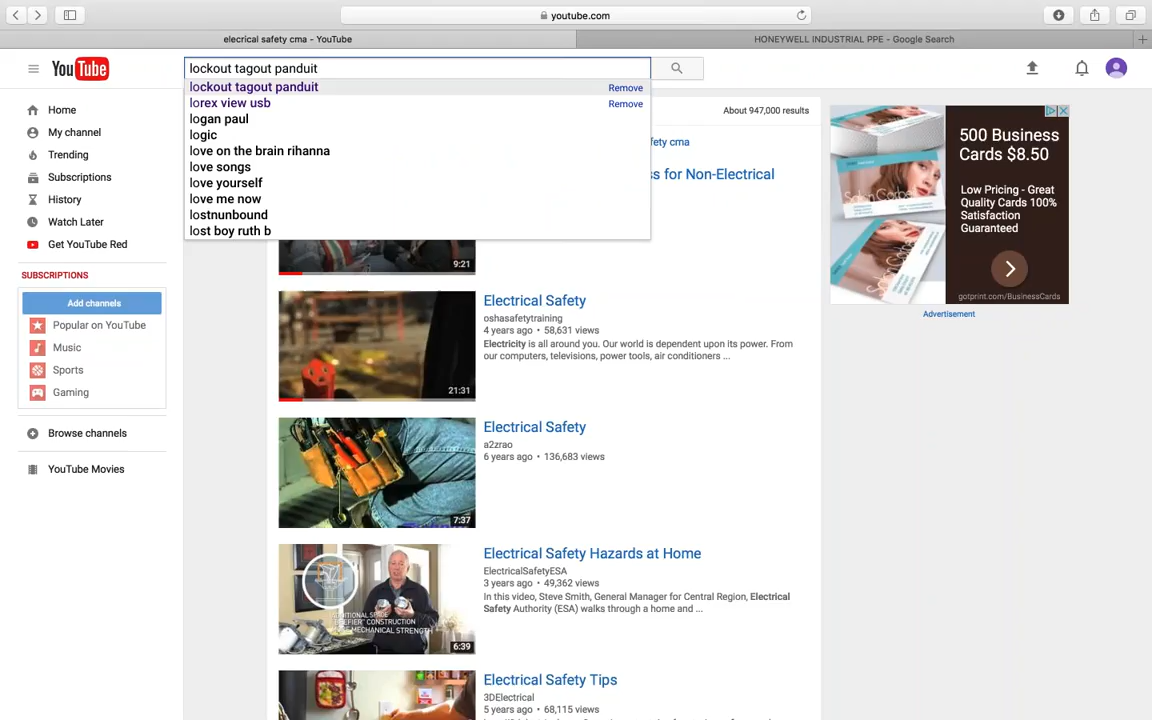 youtube.com
elecrical safety cma - YouTube
HONEYWELL INDUSTRIAL PPE - Google Search
YouTube
lockout tagout panduit
lockout tagout panduit Remove
lorex view usb Remove
logan paul
logic
love on the brain rihanna
love songs
love yourself
love me now
lostnunbound
lost boy ruth b
Home
My channel
Trending
Subscriptions
History
Watch Later
Get YouTube Red
SUBSCRIPTIONS
Add channels
Popular on YouTube
Music
Sports
Gaming
Browse channels
YouTube Movies
About 947,000 results
fety cma
ss for Non-Electrical
9:21
Electrical Safety
oshasafetytraining
4 years ago • 58,631 views
Electricity is all around you. Our world is dependent upon its power. From
our computers, televisions, power tools, air conditioners ...
21:31
Electrical Safety
a2zrao
6 years ago • 136,683 views
7:37
Electrical Safety Hazards at Home
ElectricalSafetyESA
3 years ago • 49,362 views
In this video, Steve Smith, General Manager for Central Region, Electrical
Safety Authority (ESA) walks through a home and ...
MECHANICAL STRENGTH
6:39
Electrical Safety Tips
3DElectrical
5 years ago • 68,115 views
500 Business
Cards $8.50
Low Pricing - Great
Quality Cards 100%
Satisfaction
Guaranteed
gotprint.com/BusinessCards
Advertisement